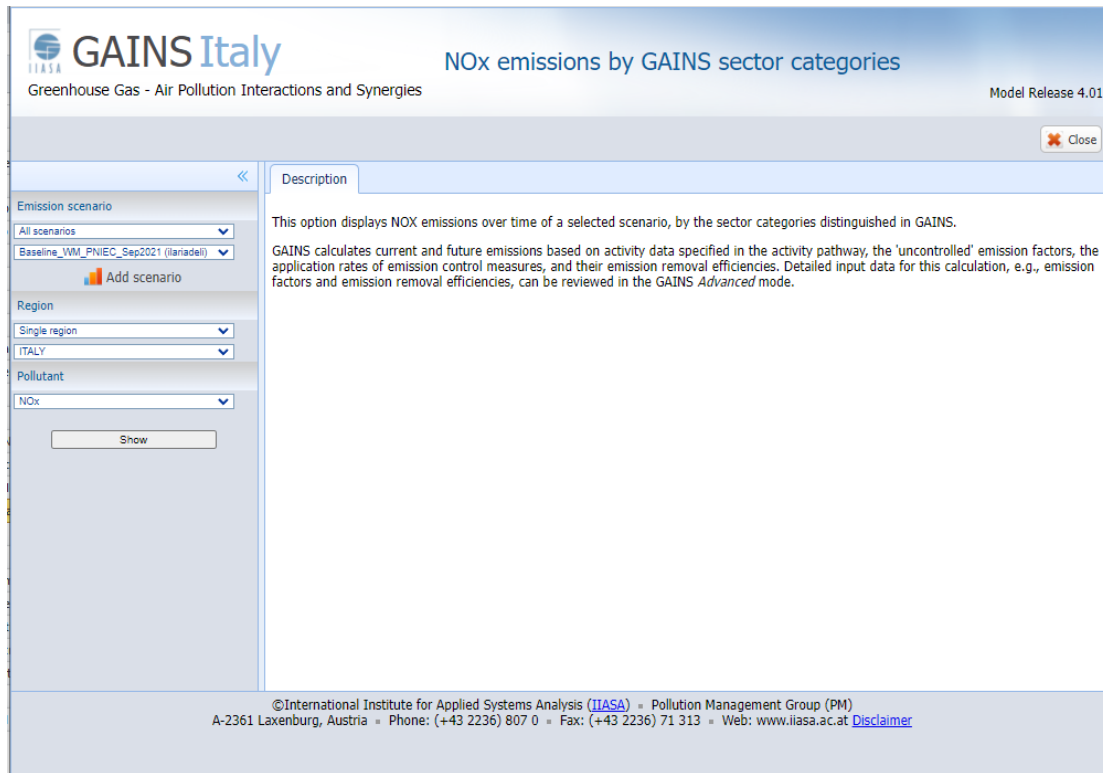 IIASA
GAINS Italy
NOx emissions by GAINS sector categories
Greenhouse Gas - Air Pollution Interactions and Synergies
Model Release 4.01
Close
«
Description
Emission scenario
All scenarios
Baseline_WM_PNIEC_Sep2021 (ilariadeli)
Add scenario
Region
Single region
ITALY
Pollutant
NOx
Show
This option displays NOX emissions over time of a selected scenario, by the sector categories distinguished in GAINS.
GAINS calculates current and future emissions based on activity data specified in the activity pathway, the 'uncontrolled' emission factors, the
application rates of emission control measures, and their emission removal efficiencies. Detailed input data for this calculation, e.g., emission
factors and emission removal efficiencies, can be reviewed in the GAINS Advanced mode.
©International Institute for Applied Systems Analysis (IIASA) ▪ Pollution Management Group (PM)
A-2361 Laxenburg, Austria ▪ Phone: (+43 2236) 807 0 ▪ Fax: (+43 2236) 71 313 ▪ Web: www.iiasa.ac.at Disclaimer